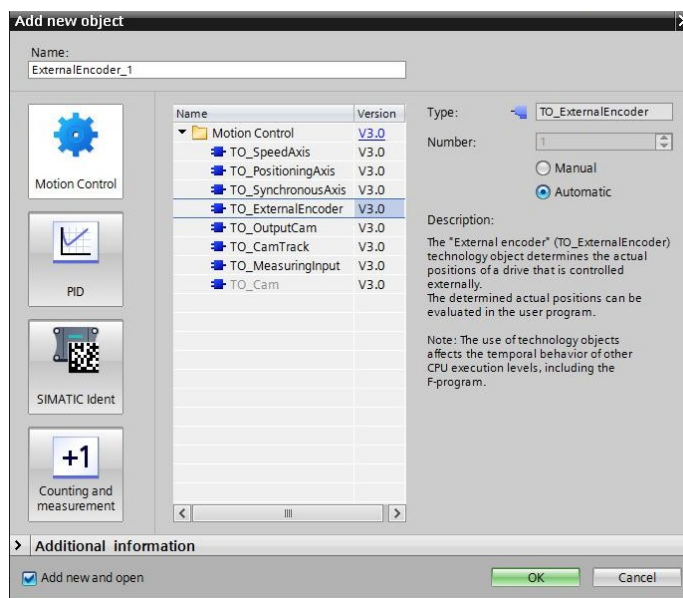 Add new object
Name:
ExternalEncoder_1
Motion Control
PID
SIMATIC Ident
+1
Counting and
measurement
Name Version
Motion Control V3.0
TO_SpeedAxis V3.0
TO_PositioningAxis V3.0
TO_SynchronousAxis V3.0
TO_ExternalEncoder V3.0
TO_OutputCam V3.0
TO_CamTrack V3.0
TO_MeasuringInput V3.0
TO_Cam V3.0
Type: TO_ExternalEncoder
Number: 1
Manual
Automatic
Description:
The "External encoder" (TO_ExternalEncoder)
technology object determines the actual
positions of a drive that is controlled
externally.
The determined actual positions can be
evaluated in the user program.
Note: The use of technology objects
affects the temporal behavior of other
CPU execution levels, including the
F-program.
Additional information
Add new and open
OK Cancel